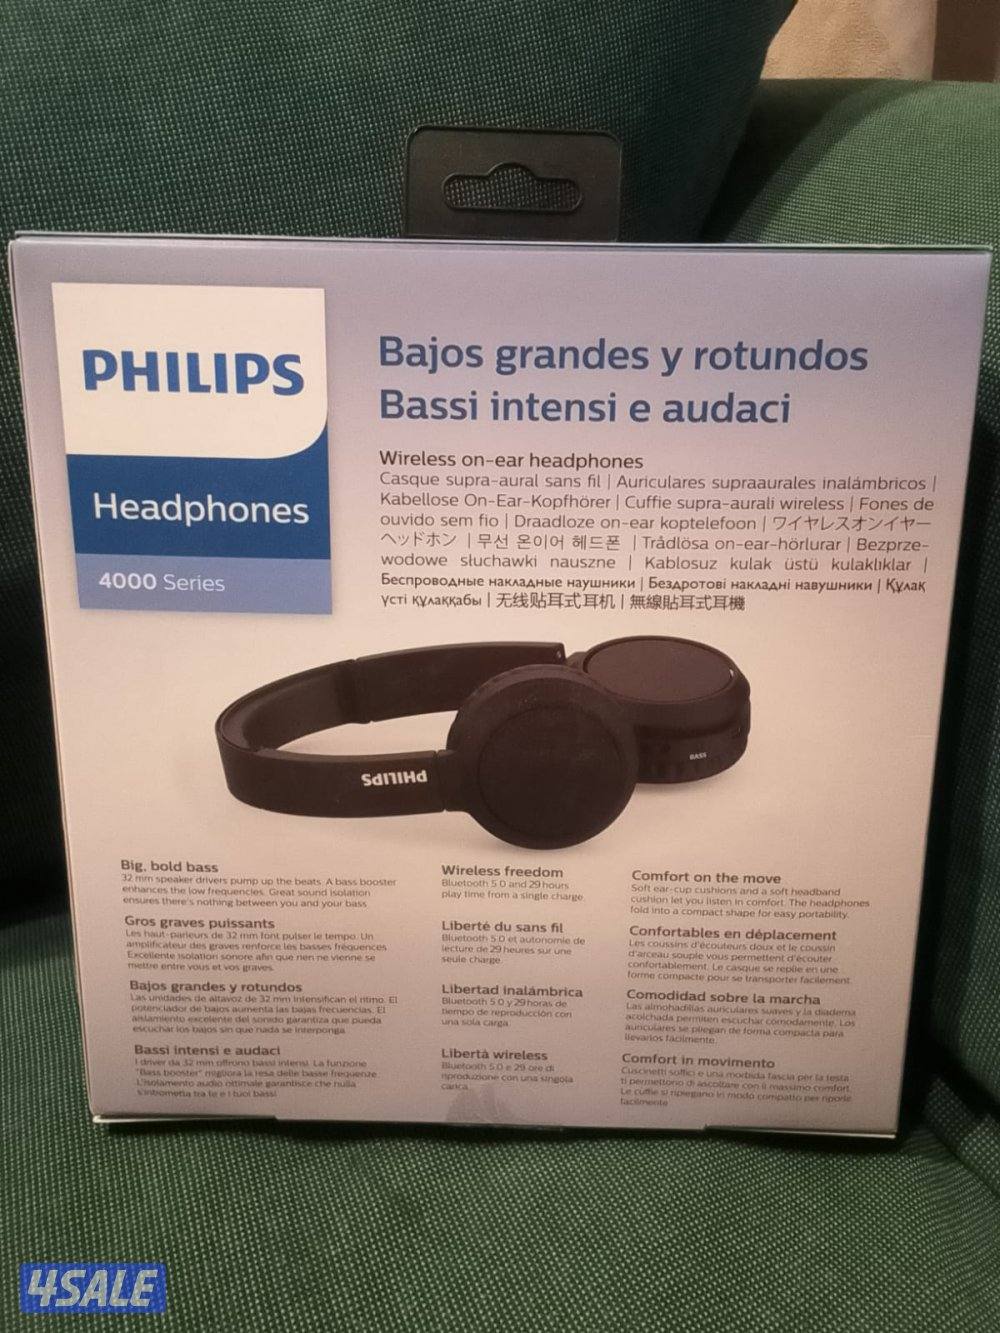 PHILIPS
Headphones
4000 Series
Bajos grandes y rotundos
Bassi intensi e audaci
Wireless on-ear headphones
Casque supra-aural sans fil | Auriculares supraaurales inalámbricos |
Kabellose On-Ear-Kopfhörer | Cuffie supra-aurali wireless | Fones de
ouvido sem fio | Draadloze on-ear koptelefoon | ワイヤレスオンイヤー
ヘッドホン | 무선 온이어 헤드폰 | Trådlösa on-ear-hörlurar | Bezprze-
wodowe słuchawki nauszne | Kablosuz kulak üstü kulaklıklar |
Беспроводные накладные наушники | Бездротові накладні навушники | Құлақ
үсті құлаққабы | 无线贴耳式耳机 | 無線貼耳式耳機
PHILIPS
BASS
Big, bold bass
32 mm speaker drivers pump up the beats. A bass booster
enhances the low frequencies. Great sound isolation
ensures there's nothing between you and your bass
Gros graves puissants
Les haut-parleurs de 32 mm font pulser le tempo. Un
amplificateur des graves renforce les basses fréquences
Excellente isolation sonore afin que rien ne vienne se
mettre entre vous et vos graves.
Bajos grandes y rotundos
Las unidades de altavoz de 32 mm intensifican el ritmo. El
potenciador de bajos aumenta las bajas frecuencias. El
aislamiento excelente del sonido garantiza que pueda
escuchar los bajos sin que nada se interponga.
Bassi intensi e audaci
I driver da 32 mm offrono bassi intensi. La funzione
"Bass booster" migliora la resa delle basse frequenze
L'isolamento audio ottimale garantisce che nulla
s'intrometta tra te e i tuoi bassi
Wireless freedom
Bluetooth 5.0 and 29 hours
play time from a single charge.
Liberté du sans fil
Bluetooth 5.0 et autonomie de
lecture de 29 heures sur une
seule charge.
Libertad inalámbrica
Bluetooth 5.0 y 29 horas de
tiempo de reproducción con
una sola carga.
Libertà wireless
Bluetooth 5.0 e 29 ore di
riproduzione con una singola
carica.
Comfort on the move
Soft ear-cup cushions and a soft headband
cushion let you listen in comfort. The headphones
fold into a compact shape for easy portability.
Confortables en déplacement
Les coussins d'écouteurs doux et le coussin
d'arceau souple vous permettent d'écouter
confortablement. Le casque se replie en une
forme compacte pour se transporter facilement.
Comodidad sobre la marcha
Las almohadillas auriculares suaves y la diadema
acolchada permiten escuchar cómodamente. Los
auriculares se pliegan de forma compacta para
llevarlos fácilmente.
Comfort in movimento
Cuscinetti soffici e una morbida fascia per la testa
ti permettono di ascoltare con il massimo comfort.
Le cuffie si ripiegano in modo compatto per riporle
facilmente
4SALE